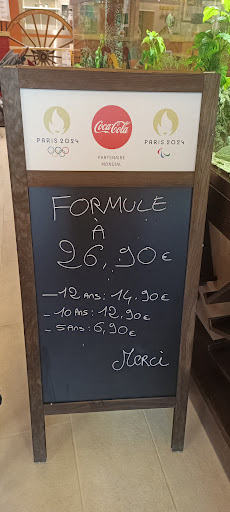 PARIS 2024
Coca-Cola
PARTENAIRE
MONDIAL
PARIS 2024
FORMULE
A
26,90€
-12 ANS: 14,90€
-10 ANS: 12,90€
-5 ANS: 6,90€
MERCI